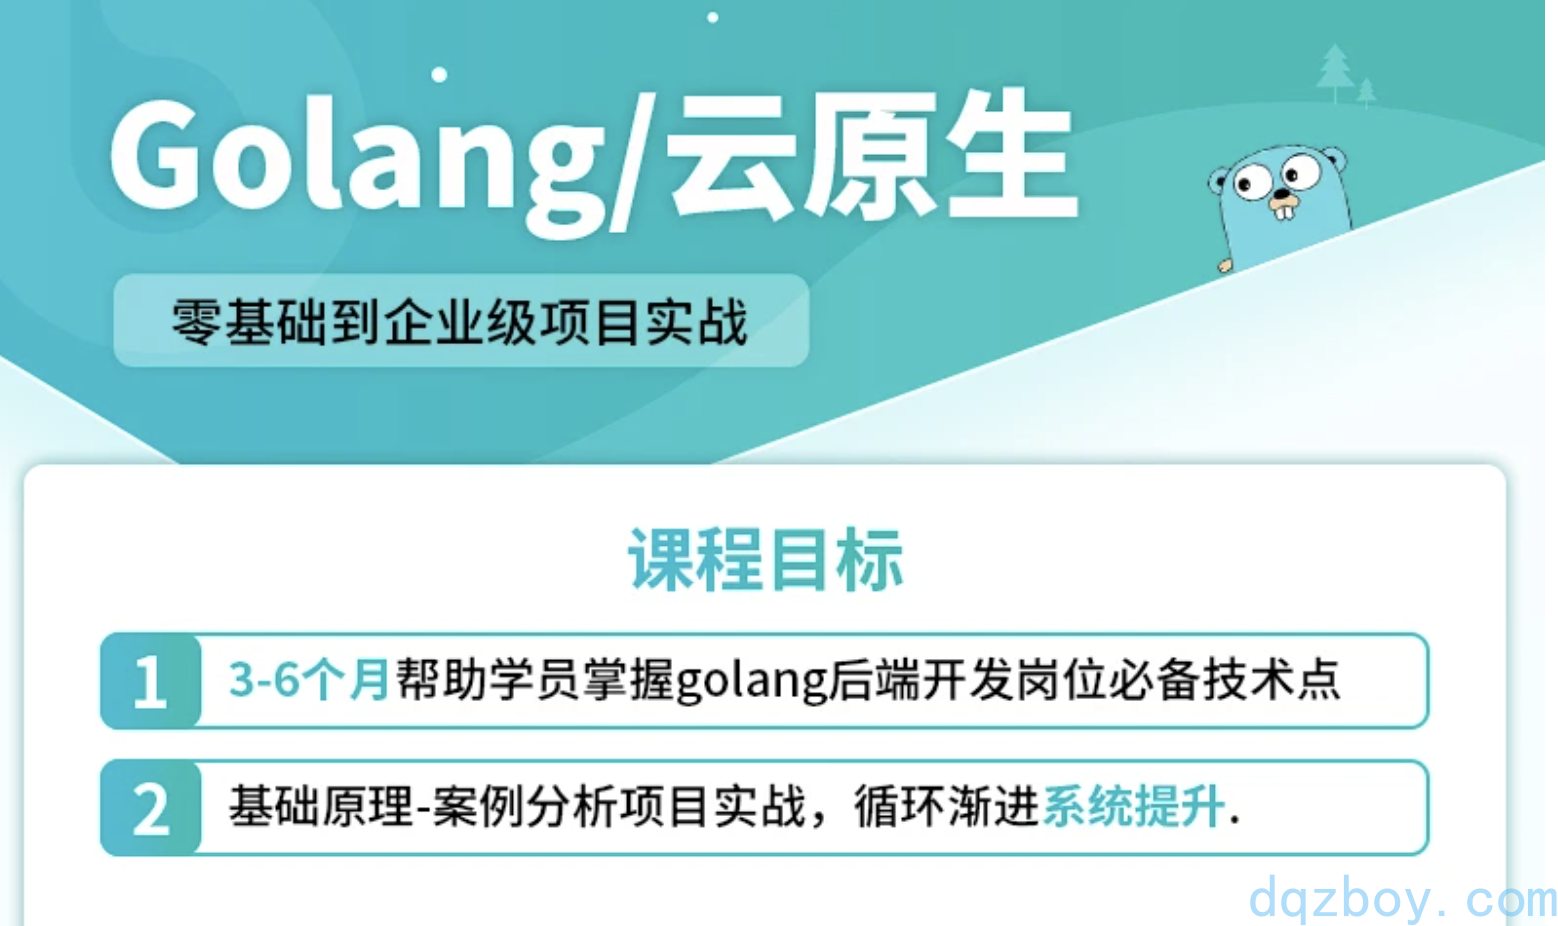 Golang/云原生
零基础到企业级项目实战
课程目标
1 3-6个月帮助学员掌握golang后端开发岗位必备技术点
2 基础原理-案例分析项目实战，循环渐进系统提升.
dqzboy.com